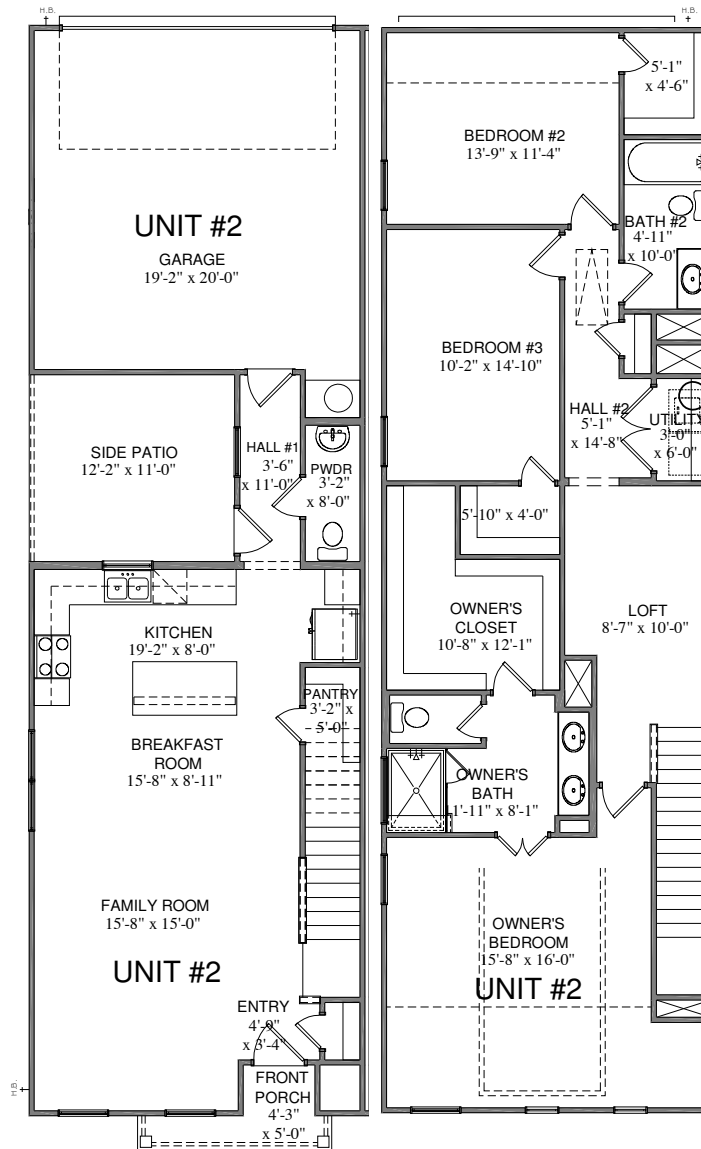 H.B.
UNIT #2
GARAGE
19'-2" x 20'-0"
SIDE PATIO
12'-2" x 11'-0"
HALL #1
3'-6"
x 11'-0"
PWDR
3'-2"
x 8'-0"
KITCHEN
19'-2" x 8'-0"
PANTRY
3'-2" x
5'-0"
BREAKFAST
ROOM
15'-8" x 8'-11"
FAMILY ROOM
15'-8" x 15'-0"
UNIT #2
ENTRY
4'-9"
x 3'-4"
FRONT
PORCH
4'-3"
x 5'-0"
H.B.
H.B.
5'-1"
x 4'-6"
BEDROOM #2
13'-9" x 11'-4"
BATH #2
4'-11"
x 10'-0"
BEDROOM #3
10'-2" x 14'-10"
HALL #2
5'-1"
x 14'-8"
UTILITY
3'-0"
x 6'-0"
5'-10" x 4'-0"
OWNER'S
CLOSET
10'-8" x 12'-1"
LOFT
8'-7" x 10'-0"
OWNER'S
BATH
11'-11" x 8'-1"
OWNER'S
BEDROOM
15'-8" x 16'-0"
UNIT #2